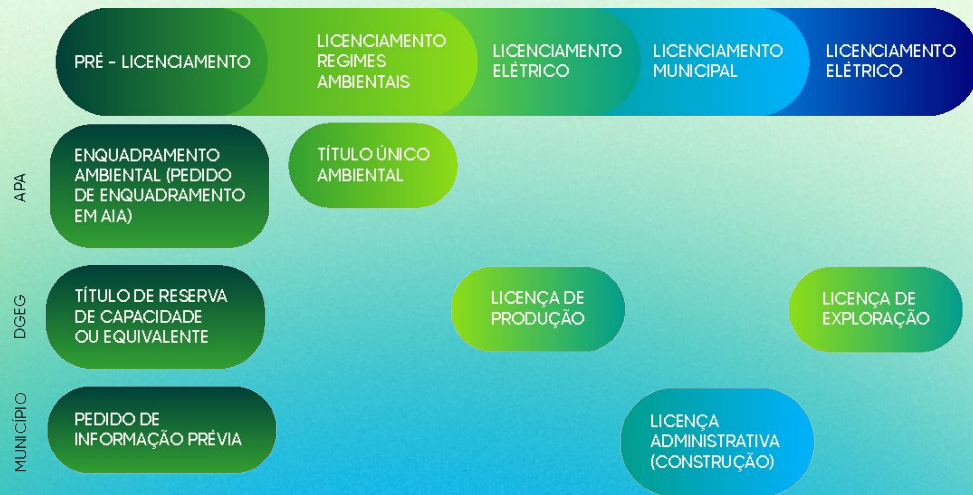 PRÉ - LICENCIAMENTO
LICENCIAMENTO
REGIMES
AMBIENTAIS
LICENCIAMENTO
ELÉTRICO
LICENCIAMENTO
MUNICIPAL
LICENCIAMENTO
ELÉTRICO
APA
ENQUADRAMENTO
AMBIENTAL (PEDIDO
DE ENQUADRAMENTO
EM AIA)
TÍTULO ÚNICO
AMBIENTAL
DGEG
TÍTULO DE RESERVA
DE CAPACIDADE
OU EQUIVALENTE
LICENÇA DE
PRODUÇÃO
LICENÇA DE
EXPLORAÇÃO
MUNICÍPIO
PEDIDO DE
INFORMAÇÃO PRÉVIA
LICENÇA
ADMINISTRATIVA
(CONSTRUÇÃO)